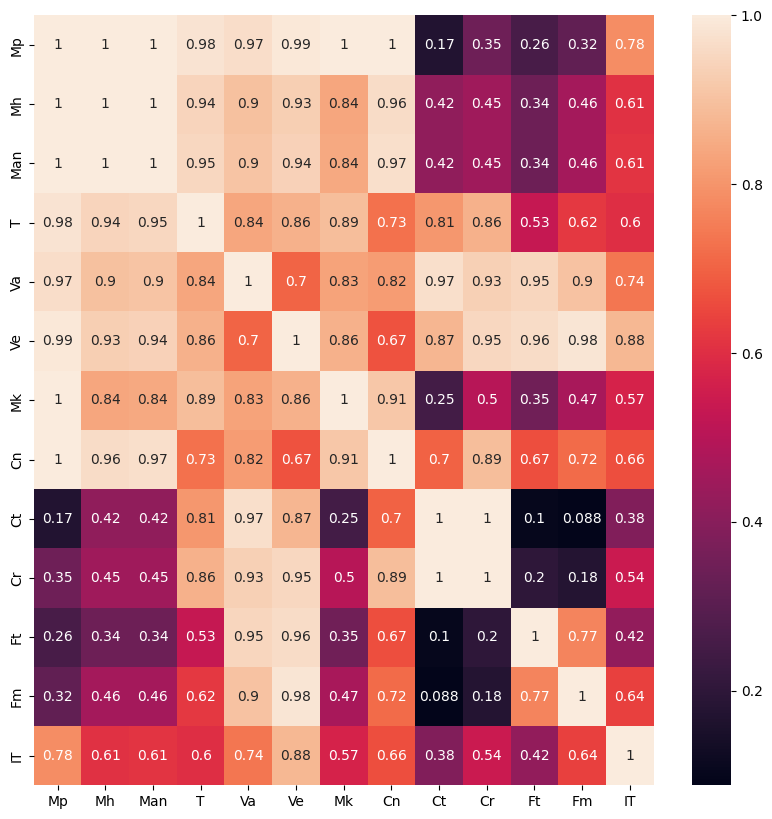 Mp 1 1 1 0.98 0.97 0.99 1 1 0.17 0.35 0.26 0.32 0.78
Mh 1 1 1 0.94 0.9 0.93 0.84 0.96 0.42 0.45 0.34 0.46 0.61
Man 1 1 1 0.95 0.9 0.94 0.84 0.97 0.42 0.45 0.34 0.46 0.61
T 0.98 0.94 0.95 1 0.84 0.86 0.89 0.73 0.81 0.86 0.53 0.62 0.6
Va 0.97 0.9 0.9 0.84 1 0.7 0.83 0.82 0.97 0.93 0.95 0.9 0.74
Ve 0.99 0.93 0.94 0.86 0.7 1 0.86 0.67 0.87 0.95 0.96 0.98 0.88
Mk 1 0.84 0.84 0.89 0.83 0.86 1 0.91 0.25 0.5 0.35 0.47 0.57
Cn 1 0.96 0.97 0.73 0.82 0.67 0.91 1 0.7 0.89 0.67 0.72 0.66
Ct 0.17 0.42 0.42 0.81 0.97 0.87 0.25 0.7 1 1 0.1 0.088 0.38
Cr 0.35 0.45 0.45 0.86 0.93 0.95 0.5 0.89 1 1 0.2 0.18 0.54
Ft 0.26 0.34 0.34 0.53 0.95 0.96 0.35 0.67 0.1 0.2 1 0.77 0.42
Fm 0.32 0.46 0.46 0.62 0.9 0.98 0.47 0.72 0.088 0.18 0.77 1 0.64
IT 0.78 0.61 0.61 0.6 0.74 0.88 0.57 0.66 0.38 0.54 0.42 0.64 1
Mp Mh Man T Va Ve Mk Cn Ct Cr Ft Fm IT
1.0
0.8
0.6
0.4
0.2